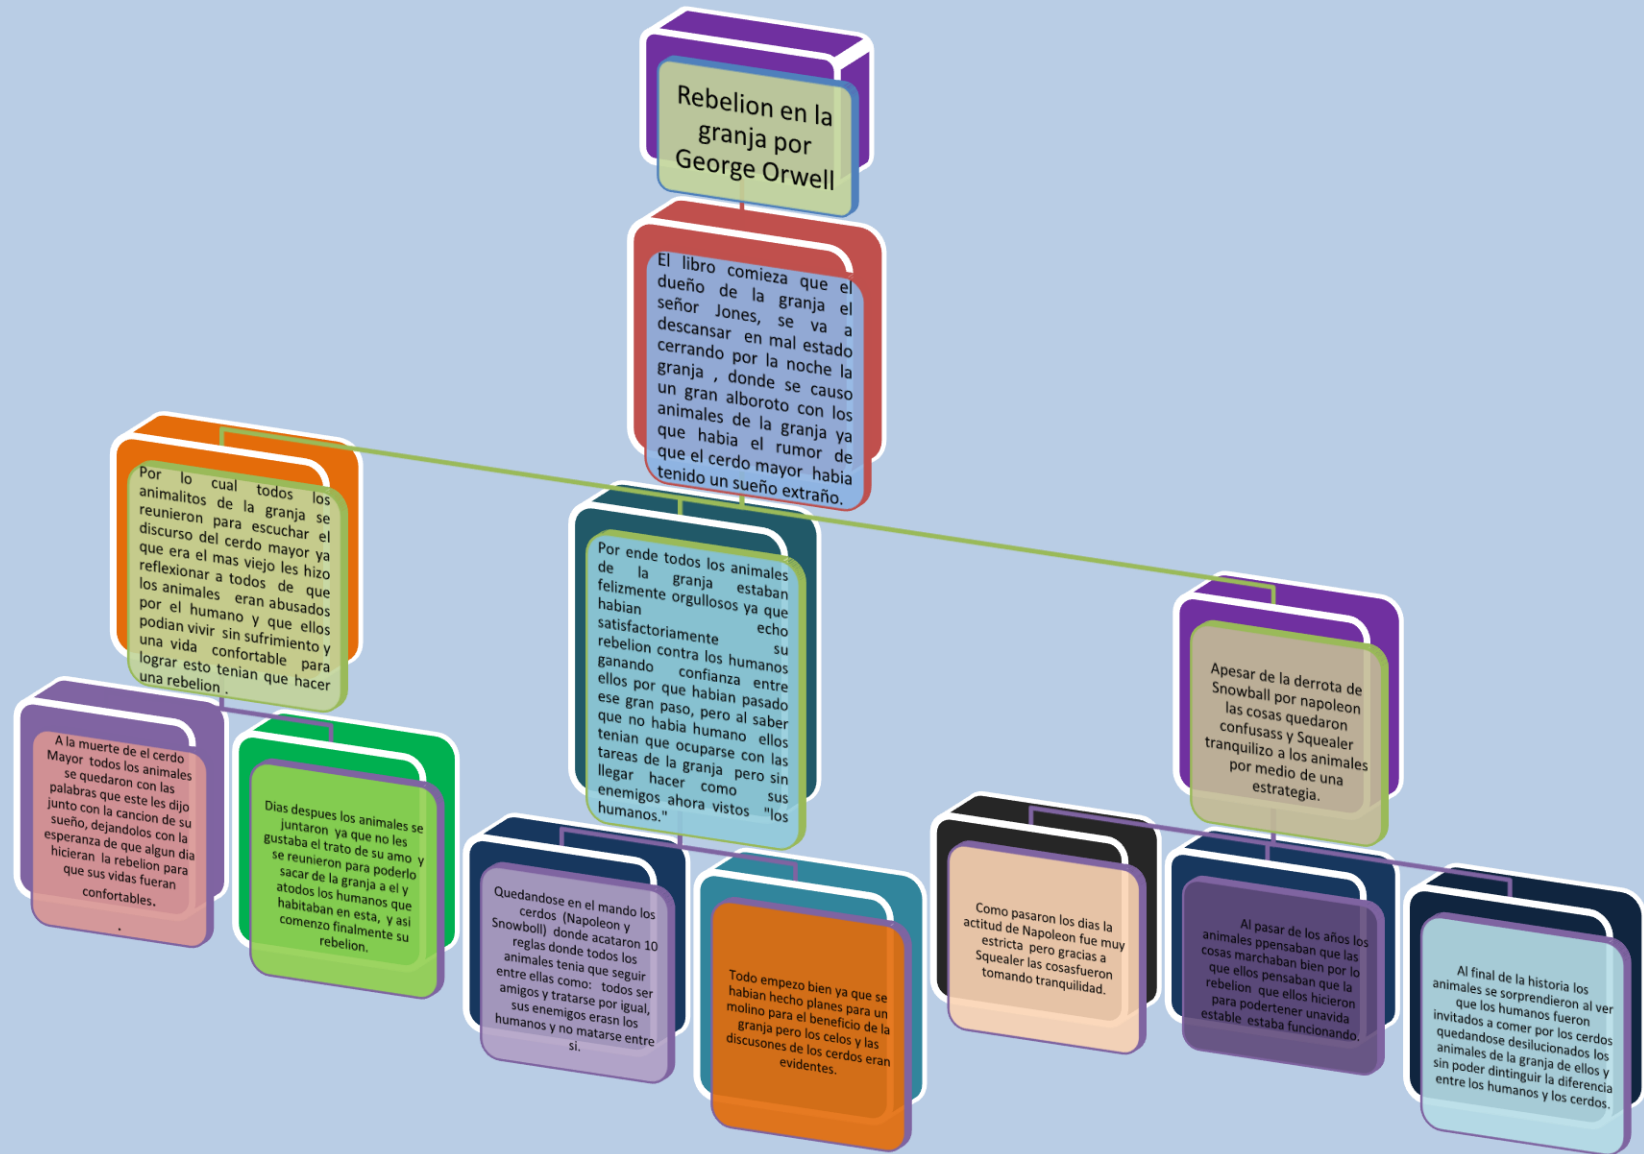 Rebelion en la
granja por
George Orwell
El libro comieza que el
dueño de la granja el
señor Jones, se va a
descansar en mal estado
cerrando por la noche la
granja , donde se causo
un gran alboroto con los
animales de la granja ya
que habia el rumor de
que el cerdo mayor habia
tenido un sueño extraño.
Por lo cual todos los
animalitos de la granja se
reunieron para escuchar el
discurso del cerdo mayor ya
que era el mas viejo les hizo
reflexionar a todos de que
los animales eran abusados
por el humano y que ellos
podian vivir sin sufrimiento y
una vida confortable para
lograr esto tenian que hacer
una rebelion .
A la muerte de el cerdo
Mayor todos los animales
se quedaron con las
palabras que este les dijo
junto con la cancion de su
sueño, dejandolos con la
esperanza de que algun dia
hicieran la rebelion para
que sus vidas fueran
confortables.
.
Dias despues los animales se
juntaron ya que no les
gustaba el trato de su amo y
se reunieron para poderlo
sacar de la granja a el y
atodos los humanos que
habitaban en esta, y asi
comenzo finalmente su
rebelion.
Por ende todos los animales
de la granja estaban
felizmente orgullosos ya que
habian echo
satisfactoriamente su
rebelion contra los humanos
ganando confianza entre
ellos por que habian pasado
ese gran paso, pero al saber
que no habia humano ellos
tenian que ocuparse con las
tareas de la granja pero sin
llegar hacer como sus
enemigos ahora vistos "los
humanos."
Quedandose en el mando los
cerdos (Napoleon y
Snowboll) donde acataron 10
reglas donde todos los
animales tenia que seguir
entre ellas como: todos ser
amigos y tratarse por igual,
sus enemigos erasn los
humanos y no matarse entre
si.
Todo empezo bien ya que se
habian hecho planes para un
molino para el beneficio de la
granja pero los celos y las
discusones de los cerdos eran
evidentes.
Apesar de la derrota de
Snowball por napoleon
las cosas quedaron
confusass y Squealer
tranquilizo a los animales
por medio de una
estrategia.
Como pasaron los dias la
actitud de Napoleon fue muy
estricta pero gracias a
Squealer las cosasfueron
tomando tranquilidad.
Al pasar de los años los
animales ppensaban que las
cosas marchaban bien por lo
que ellos pensaban que la
rebelion que ellos hicieron
para podertener unavida
estable estaba funcionando.
Al final de la historia los
animales se sorprendieron al ver
que los humanos fueron
invitados a comer por los cerdos
quedandose desilucionados los
animales de la granja de ellos y
sin poder dintinguir la diferencia
entre los humanos y los cerdos.